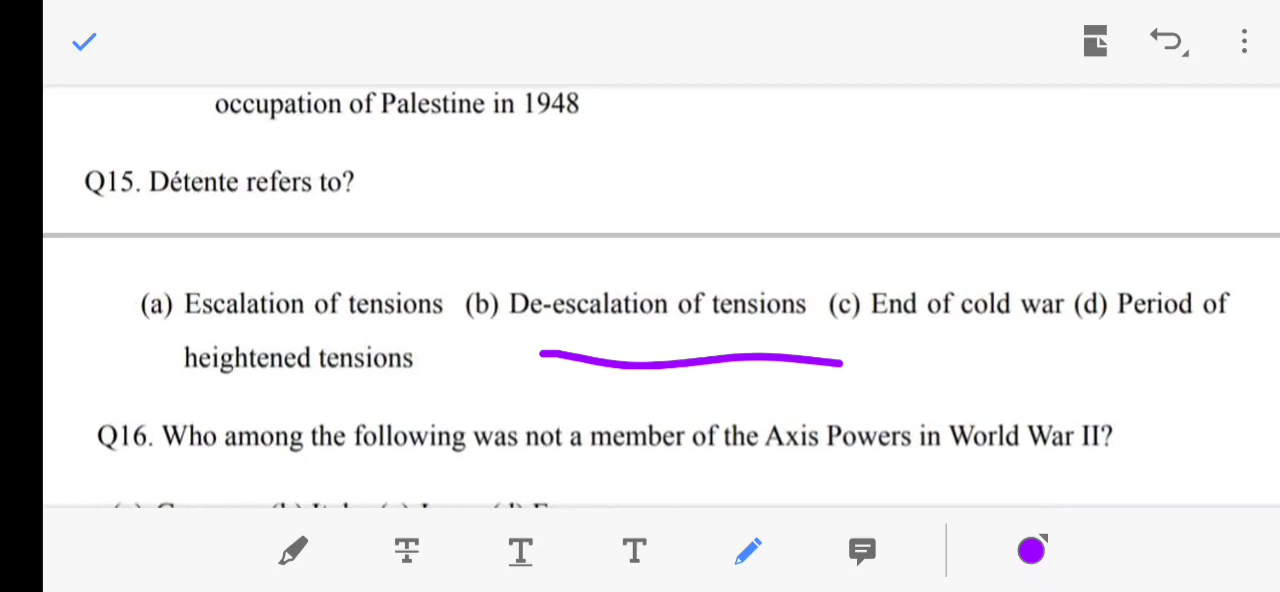 occupation of Palestine in 1948
Q15. Détente refers to?
(a) Escalation of tensions (b) De-escalation of tensions (c) End of cold war (d) Period of
heightened tensions
Q16. Who among the following was not a member of the Axis Powers in World War II?